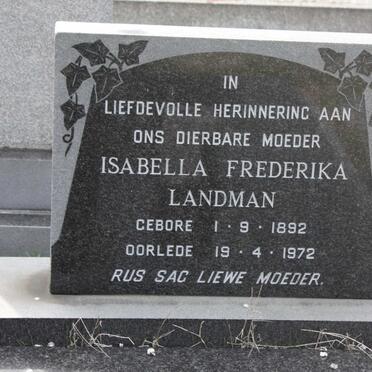 IN
LIEFDEVOLLE HERINNERING AAN
ONS DIERBARE MOEDER
ISABELLA FREDERIKA
LANDMAN
GEBORE 1 · 9 · 1892
OORLEDE 19 · 4 · 1972
RUS SAG LIEWE MOEDER.